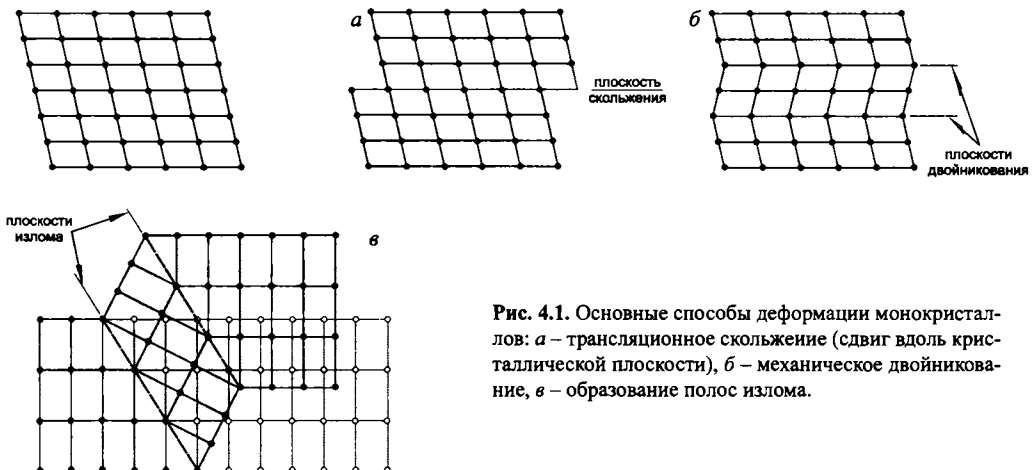 а
плоскость
скольжения
б
плоскости
двойникования
плоскости
излома
в
Рис. 4.1. Основные способы деформации монокристал-
лов: а – трансляционное скольжеиие (сдвиг вдоль крис-
таллической плоскости), б – механическое двойникова-
ние, в – образование полос излома.